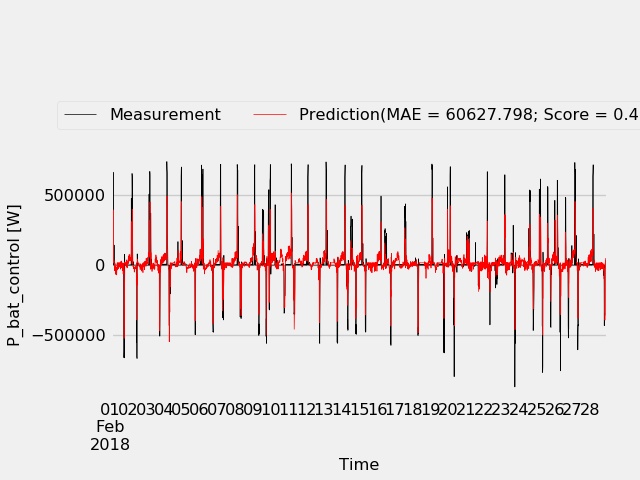 Measurement Prediction(MAE = 60627.798; Score = 0.4
500000
0
−500000
P_bat_control [W]
01020304050607080910111213141516171819202122232425262728
Feb
2018
Time